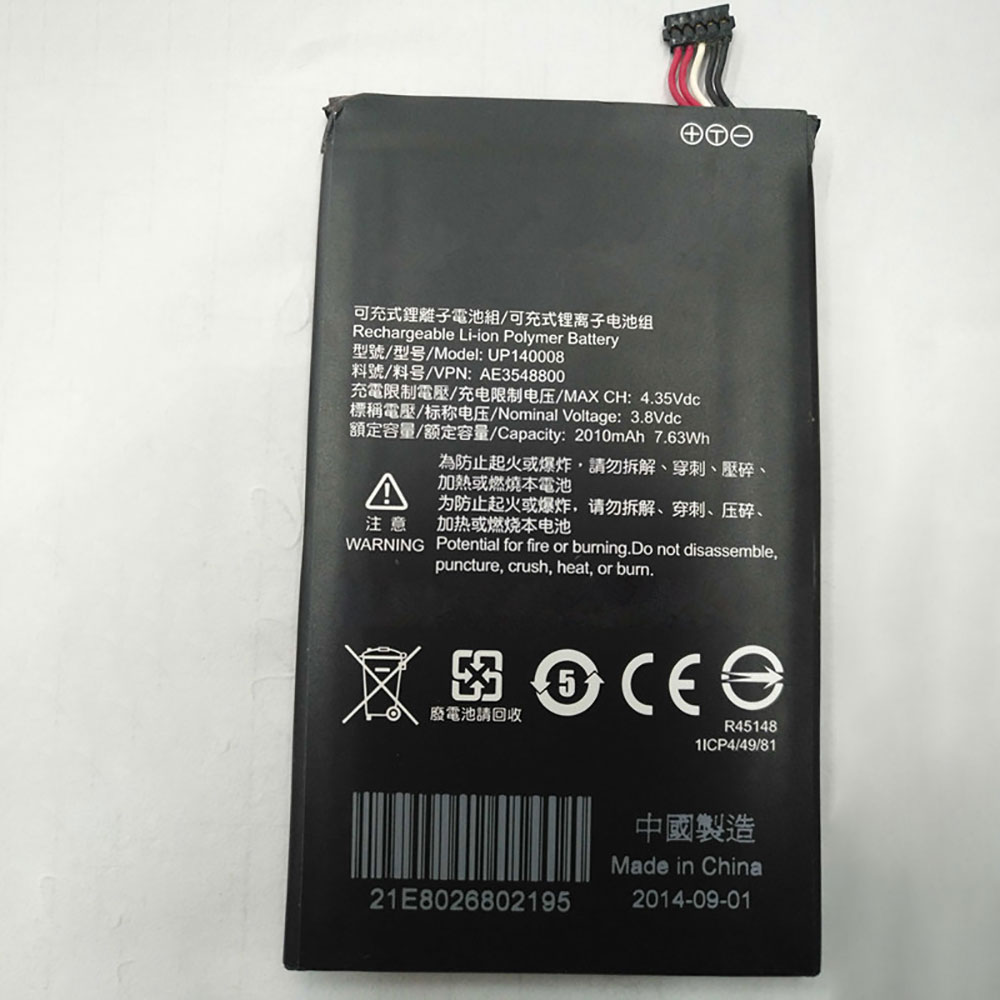 可充式鋰離子電池組/可充式锂离子电池组
Rechargeable Li-ion Polymer Battery
型號/型号/Model: UP140008
料號/料号/VPN: AE3548800
充電限制電壓/充电限制电压/MAX CH: 4.35Vdc
標稱電壓/标称电压/Nominal Voltage: 3.8Vdc
額定容量/额定容量/Capacity: 2010mAh 7.63Wh
為防止起火或爆炸，請勿拆解、穿刺、壓碎、
加熱或燃燒本電池
为防止起火或爆炸，请勿拆解、穿刺、压碎、
加热或燃烧本电池
注意
WARNING
Potential for fire or burning.Do not disassemble,
puncture, crush, heat, or burn.
廢電池請回收
5
CE
R45148
1ICP4/49/81
21E8026802195
中國製造
Made in China
2014-09-01